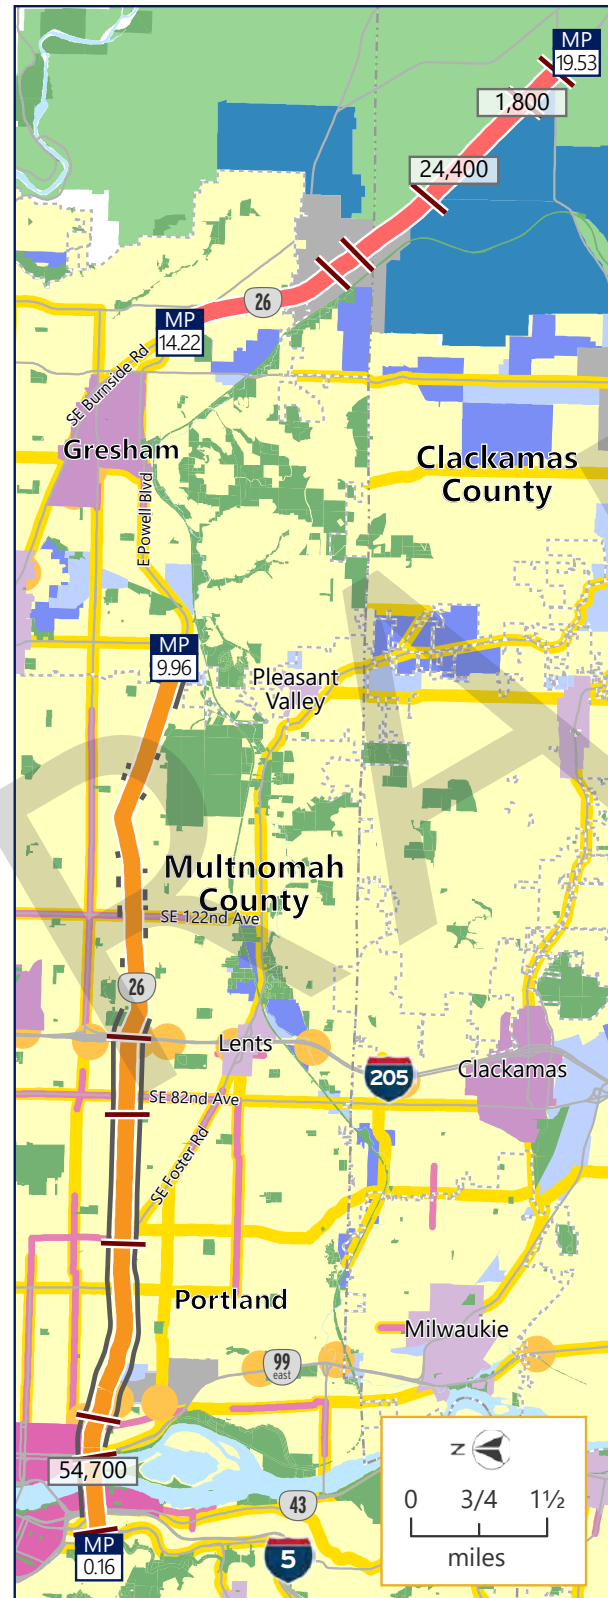 MP
19.53
1,800
24,400
26
MP
14.22
SE Burnside Rd
Gresham
Clackamas
County
E Powell Blvd
MP
9.96
Pleasant
Valley
Multnomah
County
SE 122nd Ave
26
Lents
205
Clackamas
SE 82nd Ave
SE Foster Rd
Portland
Milwaukie
99
east
N
0 3/4 1½
miles
54,700
43
MP
0.16
5
RA